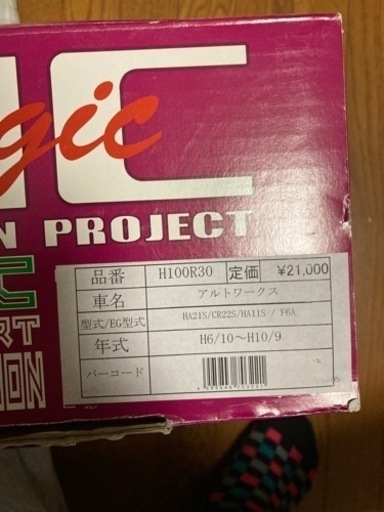 IC
gic
N PROJECT
C
RT
ION
品番 H100R30 定価 ¥21,000
車名 アルトワークス
型式/EG型式 HA21S/CR22S/HA11S / F6A
年式 H6/10～H10/9
バーコード